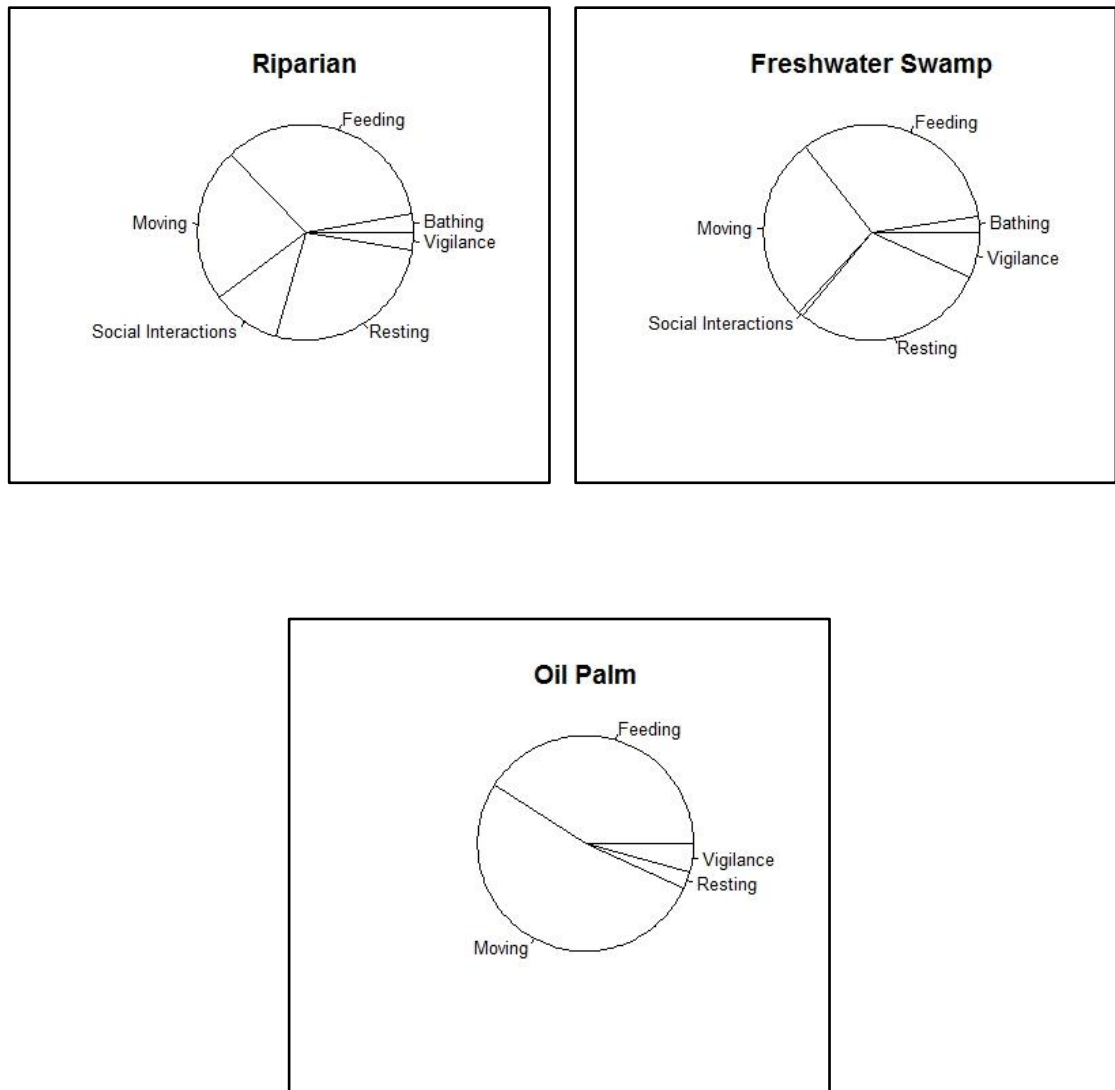 Riparian
Feeding
Moving
Bathing
Vigilance
Social Interactions
Resting
Freshwater Swamp
Feeding
Moving
Bathing
Vigilance
Social Interactions
Resting
Oil Palm
Feeding
Vigilance
Resting
Moving